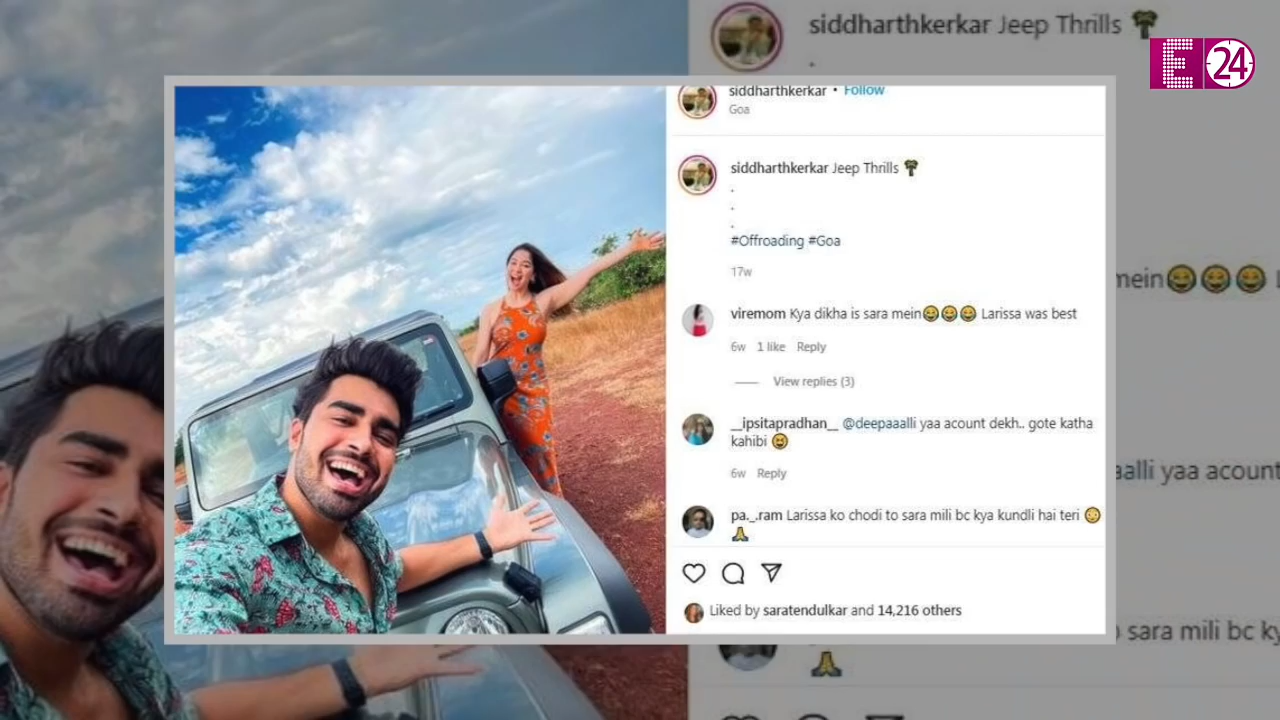 siddharthkerkar Jeep Thrills 🌴
.
E24
siddharthkerkar • Follow
Goa
siddharthkerkar Jeep Thrills 🌴
.
.
.
#Offroading #Goa
17w
viremom Kya dikha is sara mein😂😂😂 Larissa was best
6w 1 like Reply
View replies (3)
__ipsitapradhan__ @deepaaalli yaa acount dekh.. gote katha
kahibi 😆
6w Reply
pa._.ram Larissa ko chodi to sara mili bc kya kundli hai teri 😳
🙏
Liked by saratendulkar and 14,216 others
mein😂😂😂 L
aalli yaa acount
sara mili bc ky
🙏